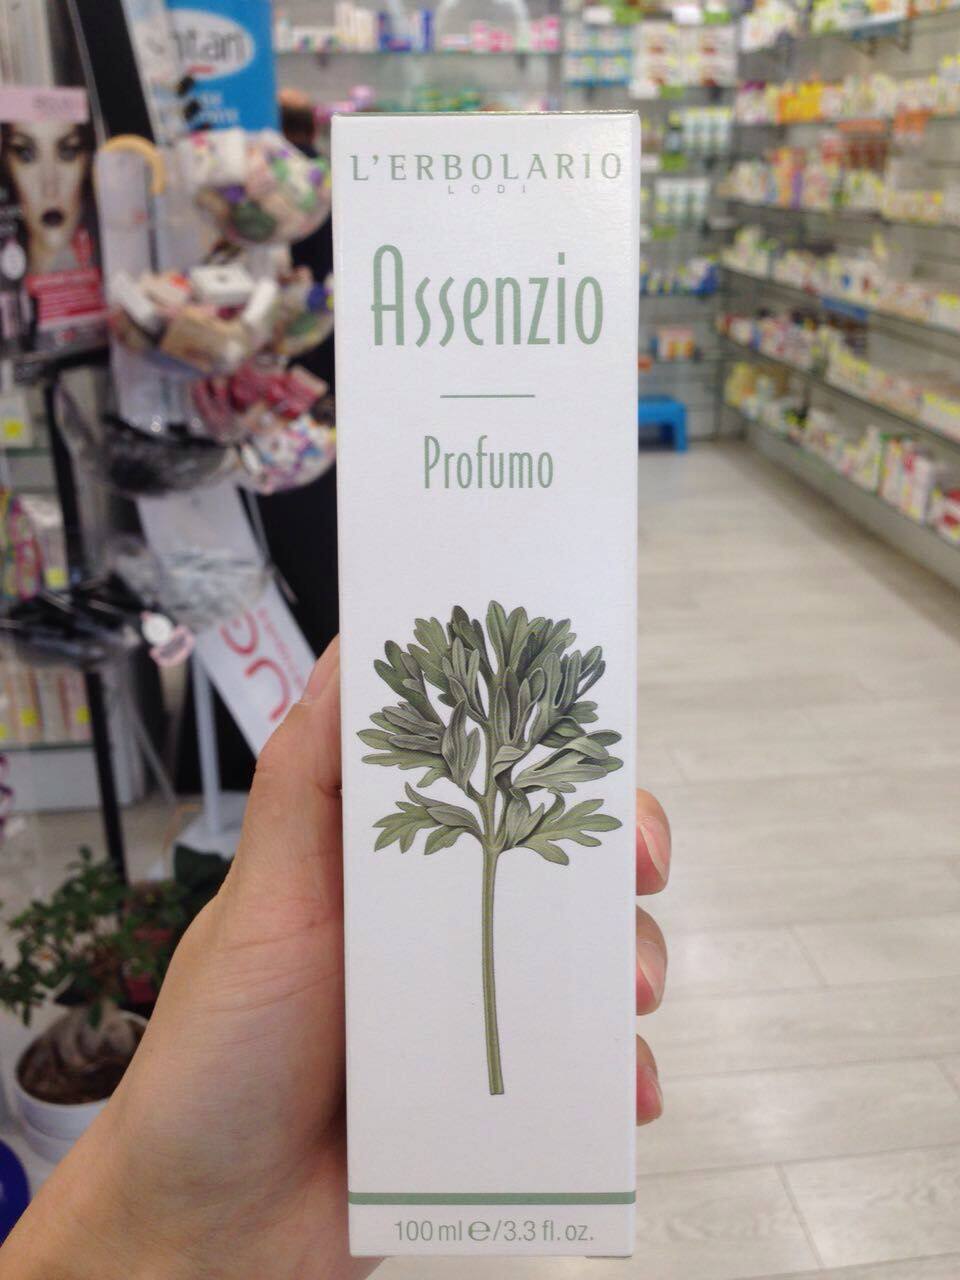 L'ERBOLARIO
LODI
Assenzio
Profumo
100 ml ℮/3.3 fl. oz.